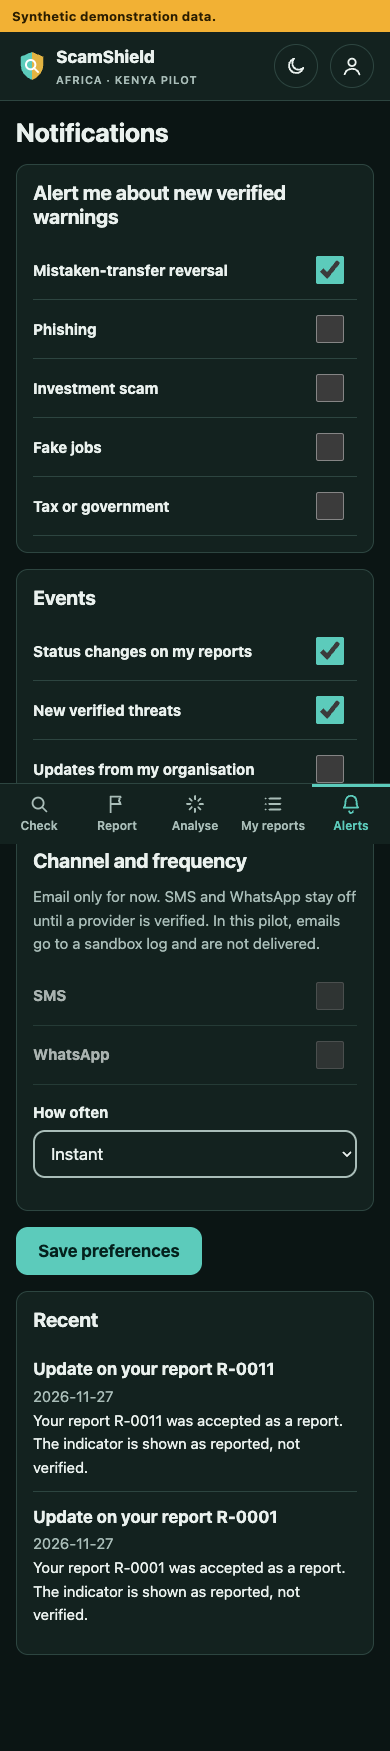 Synthetic demonstration data.
ScamShield
AFRICA · KENYA PILOT
Notifications
Alert me about new verified
warnings
Mistaken-transfer reversal
Phishing
Investment scam
Fake jobs
Tax or government
Events
Status changes on my reports
New verified threats
Updates from my organisation
Check
Report
Analyse
My reports
Alerts
Channel and frequency
Email only for now. SMS and WhatsApp stay off
until a provider is verified. In this pilot, emails
go to a sandbox log and are not delivered.
SMS
WhatsApp
How often
Instant
Save preferences
Recent
Update on your report R-0011
2026-11-27
Your report R-0011 was accepted as a report.
The indicator is shown as reported, not
verified.
Update on your report R-0001
2026-11-27
Your report R-0001 was accepted as a report.
The indicator is shown as reported, not
verified.